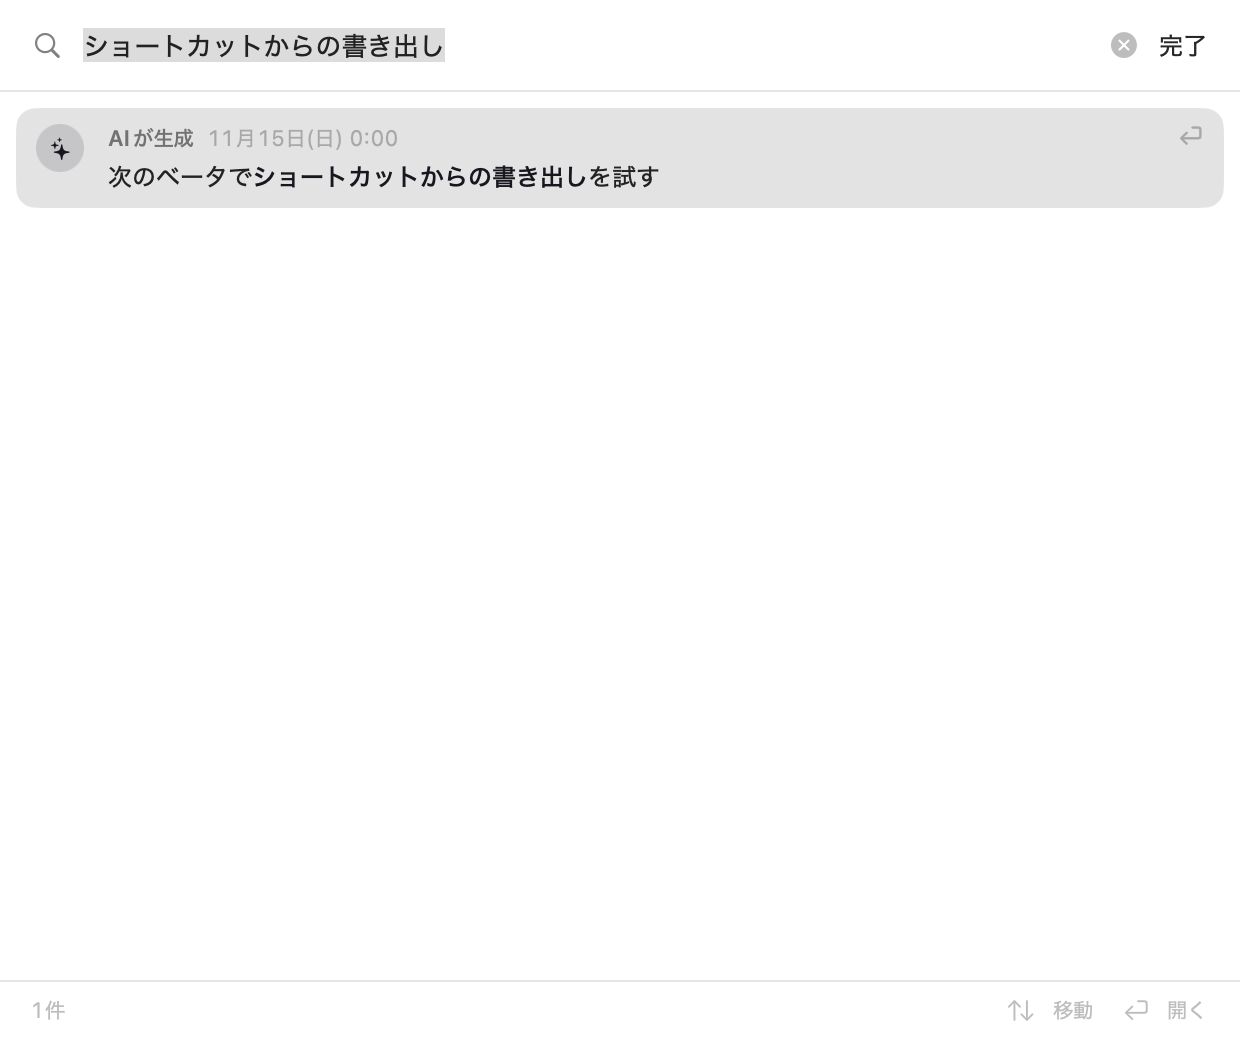 ショートカットからの書き出し
完了
AIが生成 11月15日(日) 0:00
次のベータでショートカットからの書き出しを試す
1件
移動
開く